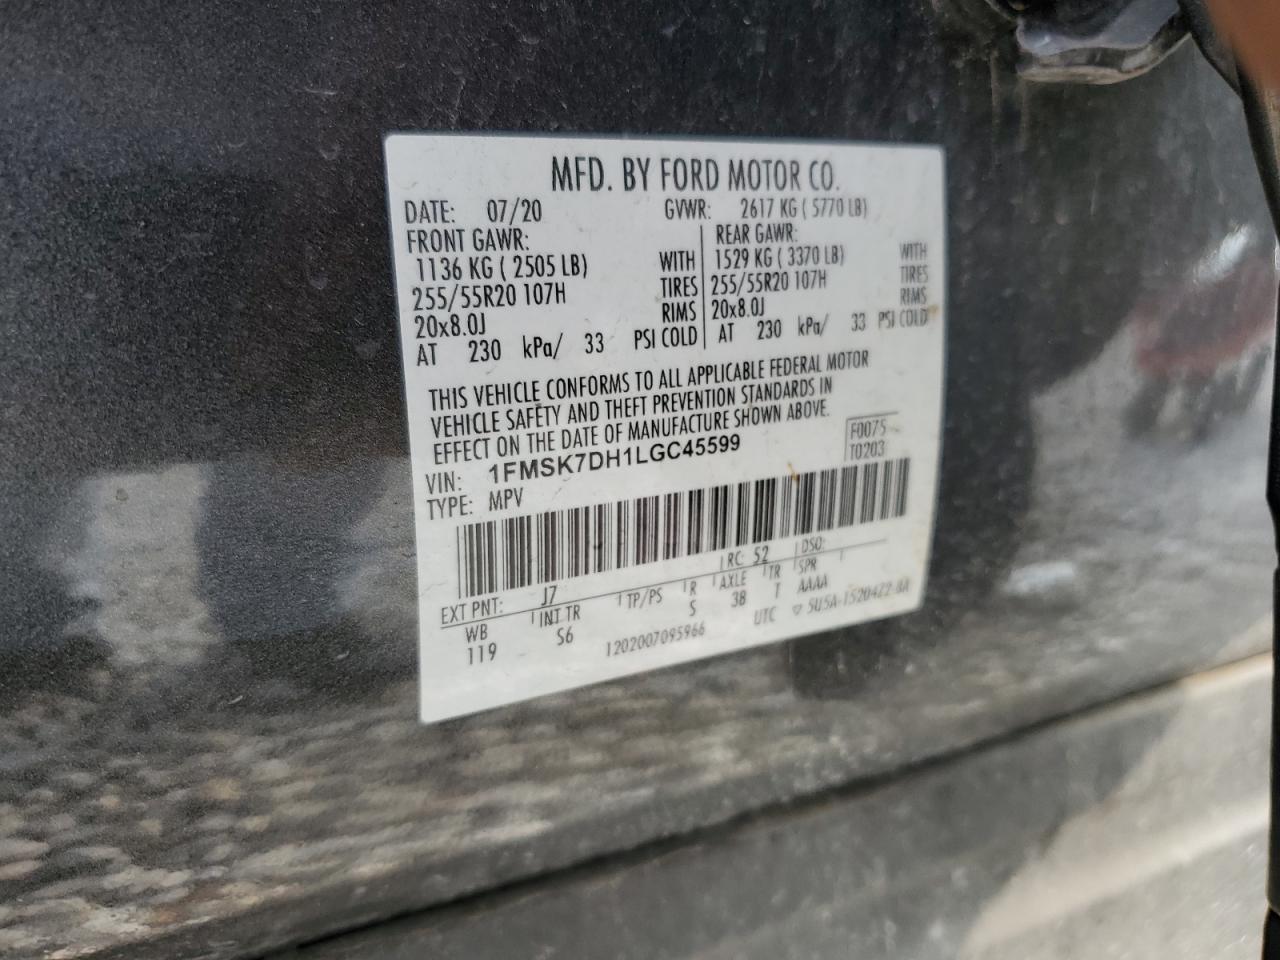 MFD. BY FORD MOTOR CO.
DATE: 07/20 GVWR: 2617 KG ( 5770 LB)
FRONT GAWR: REAR GAWR:
1136 KG ( 2505 LB) WITH 1529 KG ( 3370 LB) WITH
255/55R20 107H TIRES 255/55R20 107H TIRES
20x8.0J RIMS 20x8.0J RIMS
AT 230 kPa/ 33 PSI COLD AT 230 kPa/ 33 PSI COLD
THIS VEHICLE CONFORMS TO ALL APPLICABLE FEDERAL MOTOR
VEHICLE SAFETY AND THEFT PREVENTION STANDARDS IN
EFFECT ON THE DATE OF MANUFACTURE SHOWN ABOVE.
VIN: 1FMSK7DH1LGC45599 F0075
TYPE: MPV T0203
EXT PNT: J7 RC: 52 DSO:
WB INT TR TP/PS R AXLE TR SPR
119 S6 S 38 T AAAA
1202007095966 UTC ▽ 5U5A-1520472-BA